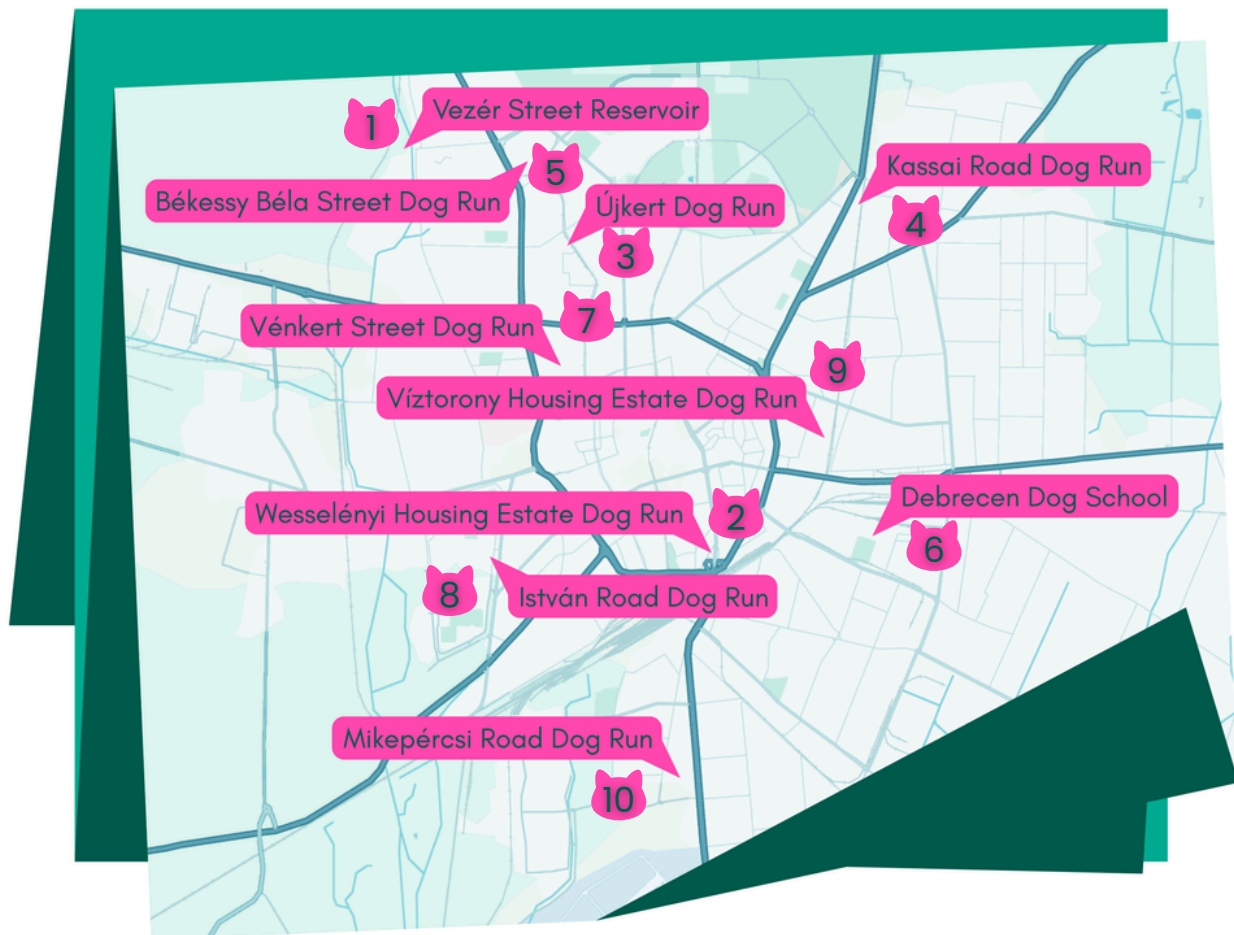 1
Vezér Street Reservoir
5
Kassai Road Dog Run
Békessy Béla Street Dog Run
Újkert Dog Run
4
3
7
Vénkert Street Dog Run
9
Víztorony Housing Estate Dog Run
Debrecen Dog School
Wesselényi Housing Estate Dog Run
2
6
8
István Road Dog Run
Mikepércsi Road Dog Run
10